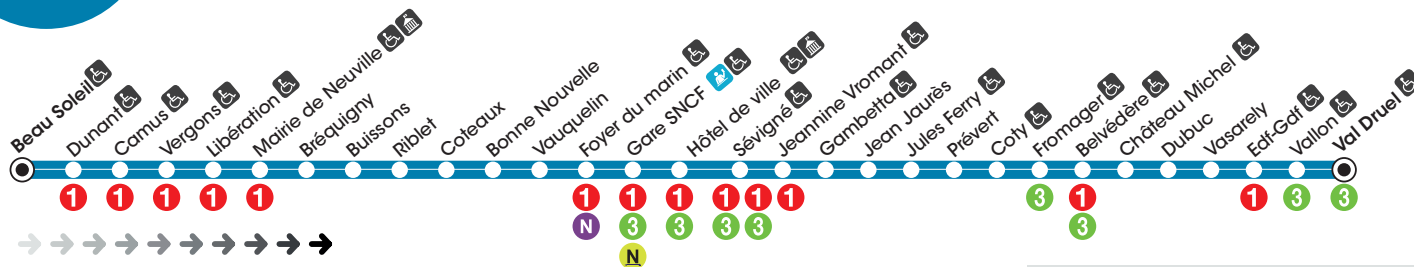 Beau Soleil
Dunant
Camus
Vergons
Libération
Mairie de Neuville
Bréquigny
Buissons
Riblet
Coteaux
Bonne Nouvelle
Vauquelin
Foyer du marin
Gare SNCF
Hôtel de ville
Sévigné
Jeannine Vromant
Gambetta
Jean Jaurès
Jules Ferry
Prévert
Coty
Fromager
Belvédère
Château Michel
Dubuc
Vasarely
Edf-Gdf
Vallon
Val Druel
1 1 1 1 1 1 1 1 1 1 1 3 1 1 3 3
N 3 3 3 3 3
N